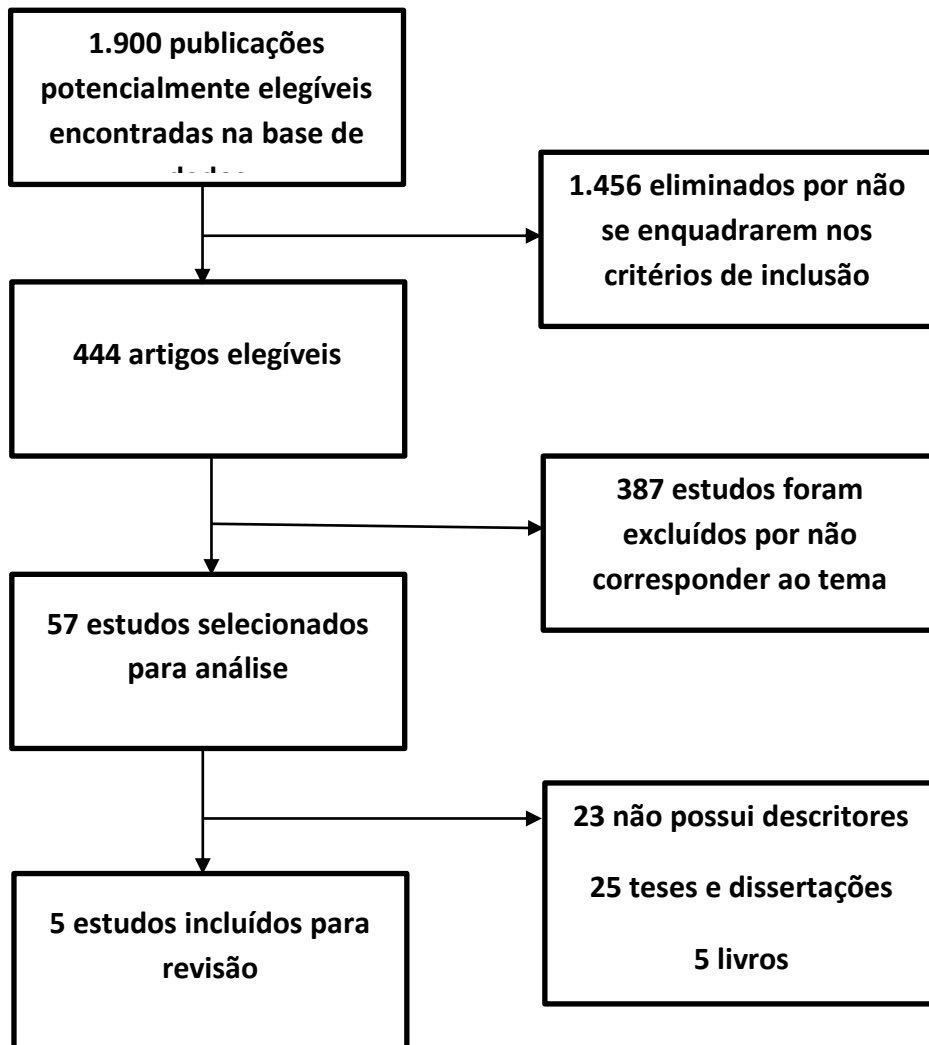 1.900 publicações
potencialmente elegíveis
encontradas na base de
1.456 eliminados por não
se enquadrarem nos
critérios de inclusão
444 artigos elegíveis
387 estudos foram
excluídos por não
corresponder ao tema
57 estudos selecionados
para análise
23 não possui descritores
25 teses e dissertações
5 livros
5 estudos incluídos para
revisão